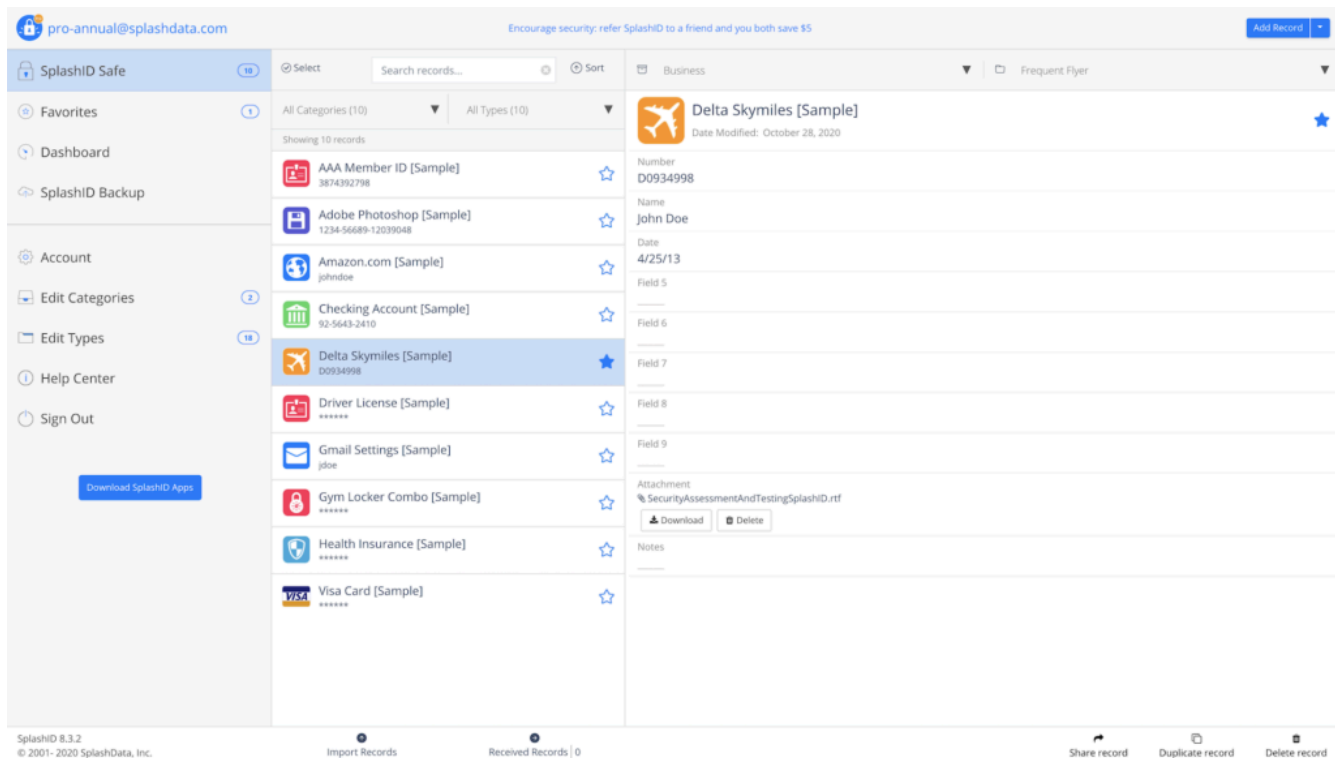 pro-annual@splashdata.com
Encourage security: refer SplashID to a friend and you both save $5
Add Record
SplashID Safe 10
Favorites 1
Dashboard
SplashID Backup
Account
Edit Categories 2
Edit Types 18
Help Center
Sign Out
Download SplashID Apps
Select Search records... Sort
All Categories (10) All Types (10)
Showing 10 records
AAA Member ID [Sample]
3874392798
Adobe Photoshop [Sample]
1234-56689-12039048
Amazon.com [Sample]
johndoe
Checking Account [Sample]
92-5643-2410
Delta Skymiles [Sample]
D0934998
Driver License [Sample]
******
Gmail Settings [Sample]
jdoe
Gym Locker Combo [Sample]
******
Health Insurance [Sample]
******
VISA
Visa Card [Sample]
******
Business Frequent Flyer
Delta Skymiles [Sample]
Date Modified: October 28, 2020
Number
D0934998
Name
John Doe
Date
4/25/13
Field 5
Field 6
Field 7
Field 8
Field 9
Attachment
SecurityAssessmentAndTestingSplashID.rtf
Download Delete
Notes
SplashID 8.3.2
© 2001- 2020 SplashData, Inc.
Import Records
Received Records 0
Share record
Duplicate record
Delete record